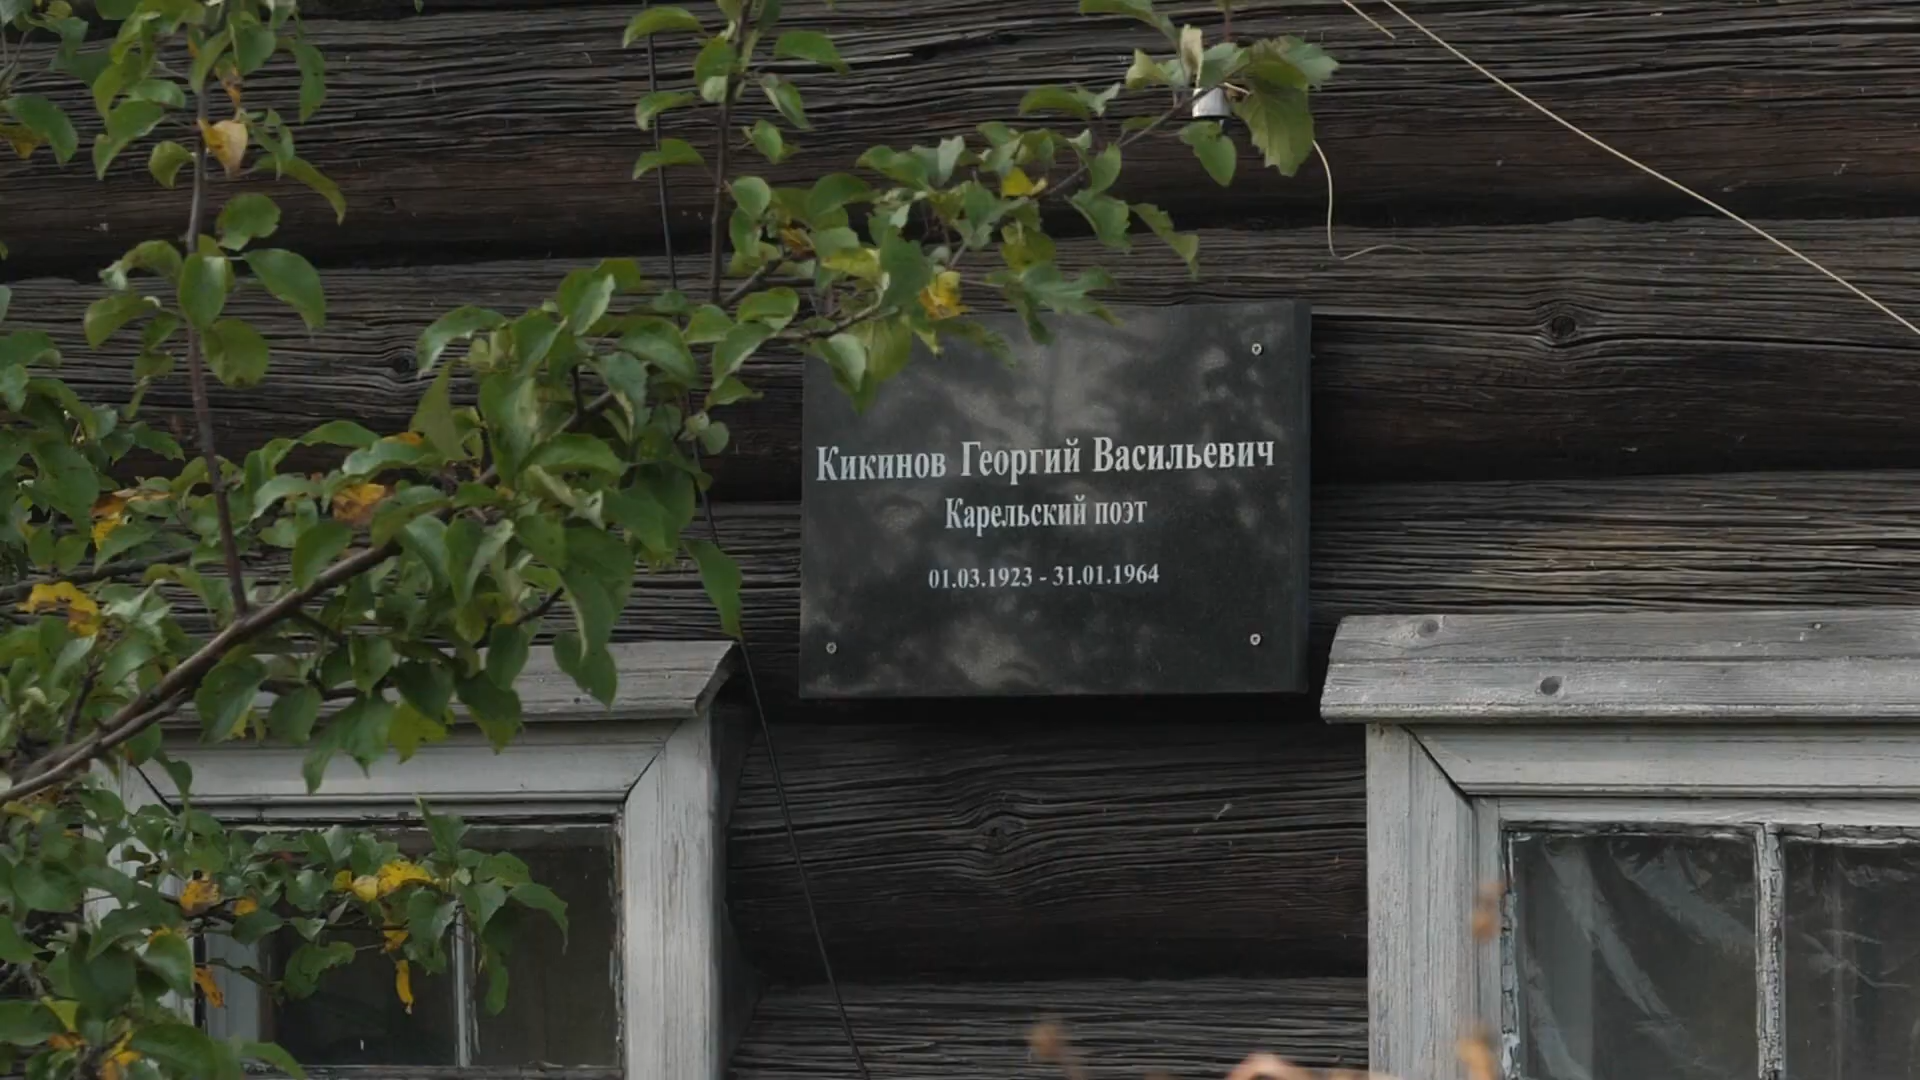 Кикинов Георгий Васильевич
Карельский поэт
01.03.1923 - 31.01.1964